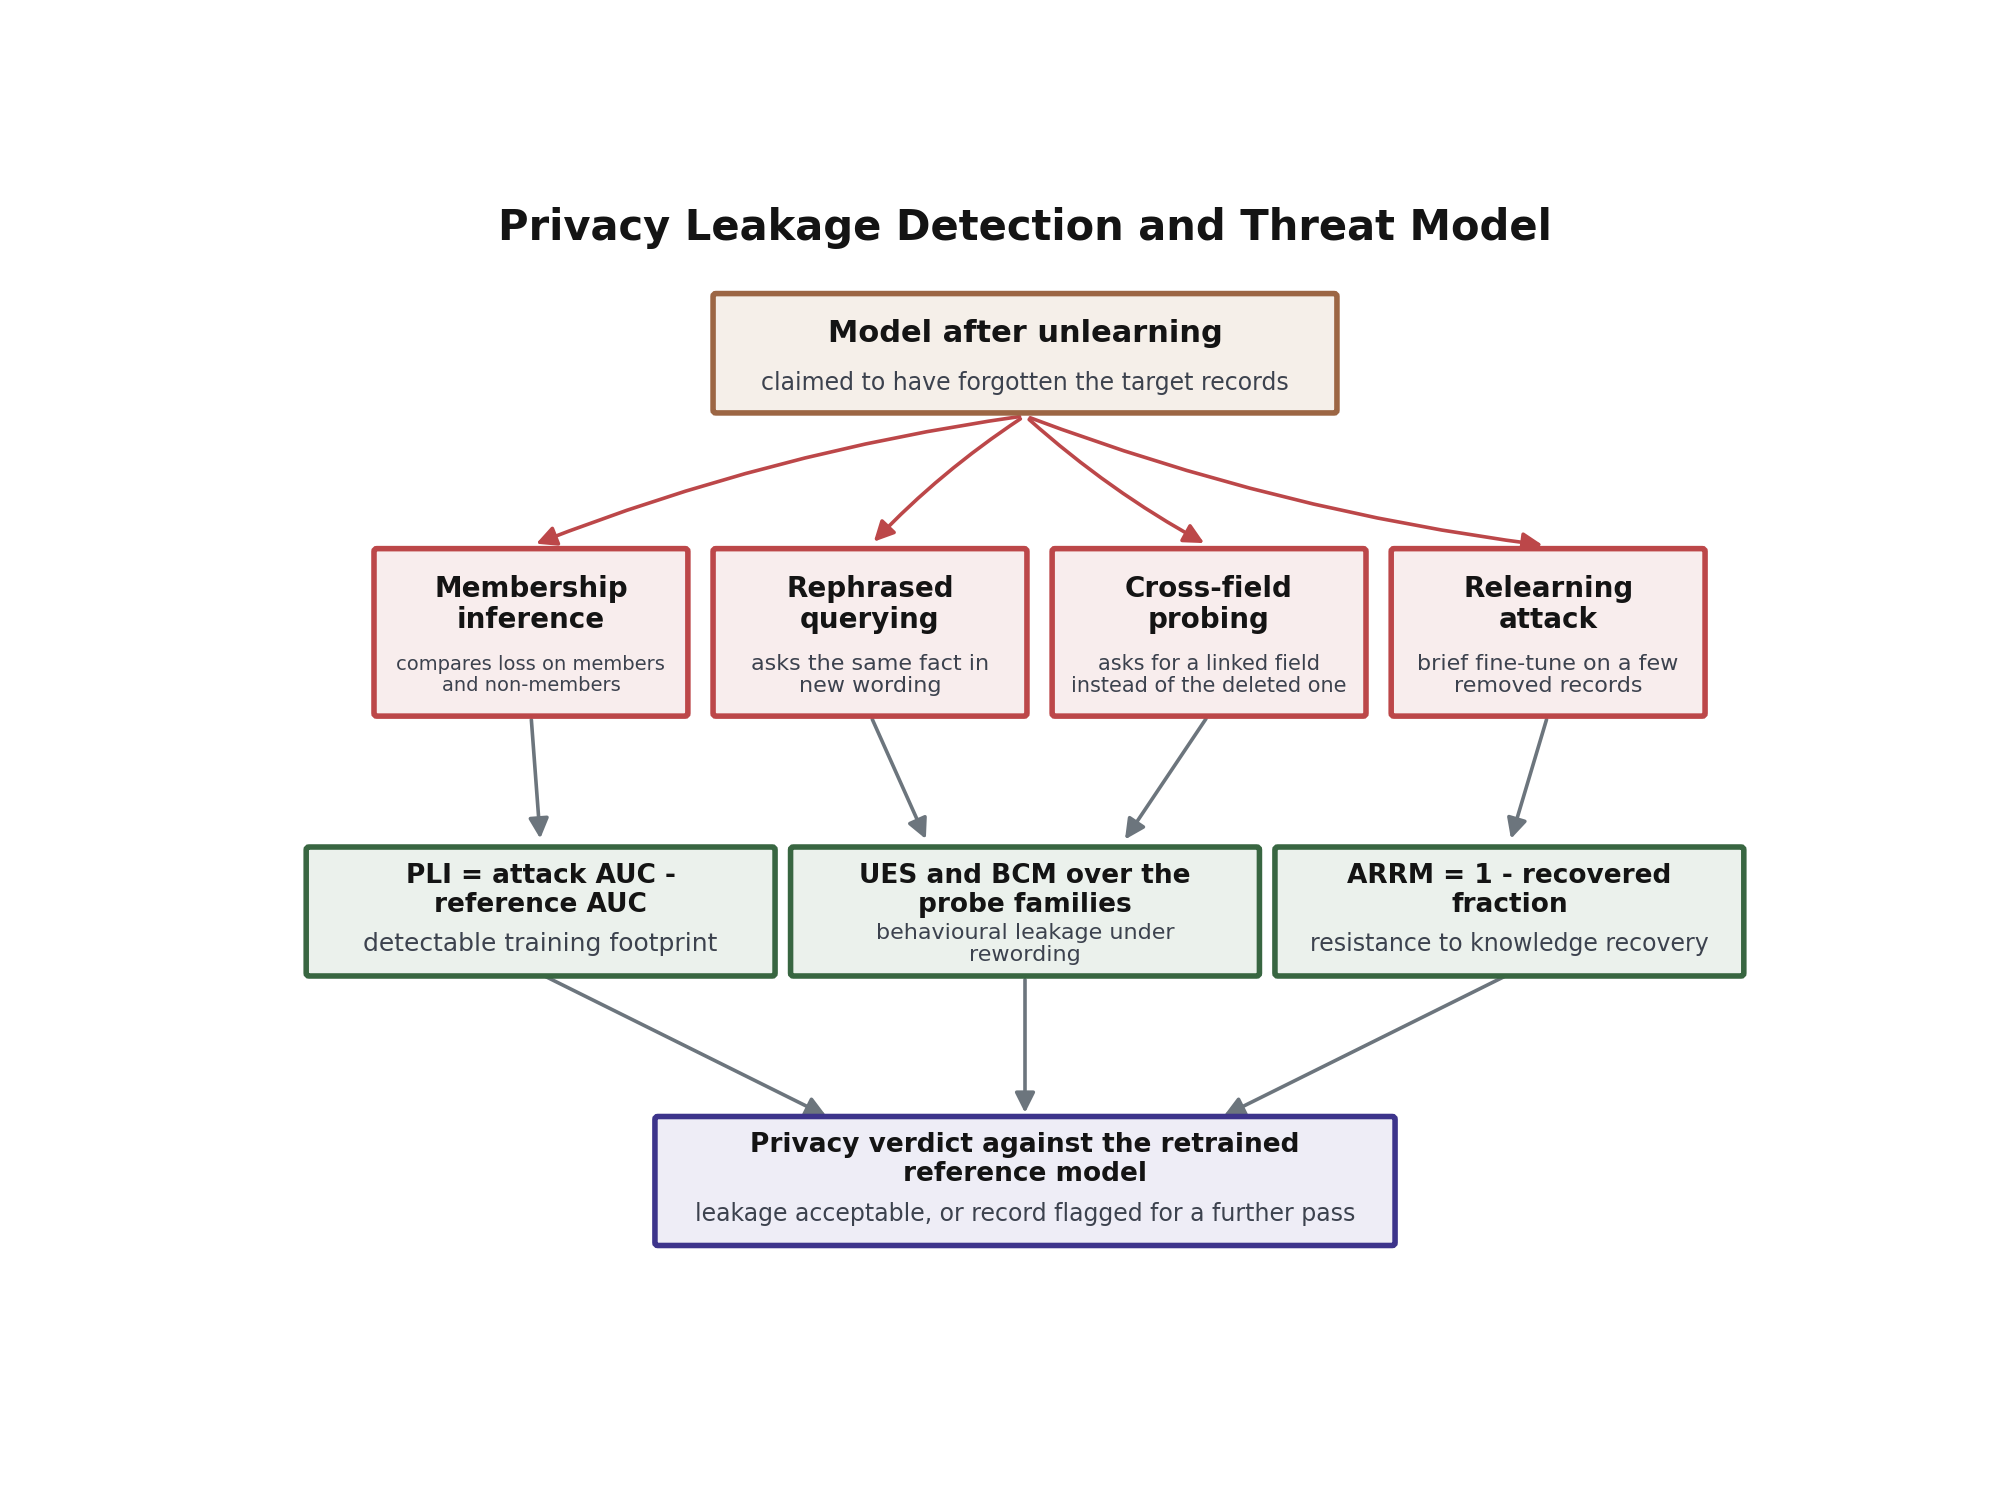 Privacy Leakage Detection and Threat Model
Model after unlearning
claimed to have forgotten the target records
Membership
inference
compares loss on members
and non-members
Rephrased
querying
asks the same fact in
new wording
Cross-field
probing
asks for a linked field
instead of the deleted one
Relearning
attack
brief fine-tune on a few
removed records
PLI = attack AUC -
reference AUC
detectable training footprint
UES and BCM over the
probe families
behavioural leakage under
rewording
ARRM = 1 - recovered
fraction
resistance to knowledge recovery
Privacy verdict against the retrained
reference model
leakage acceptable, or record flagged for a further pass